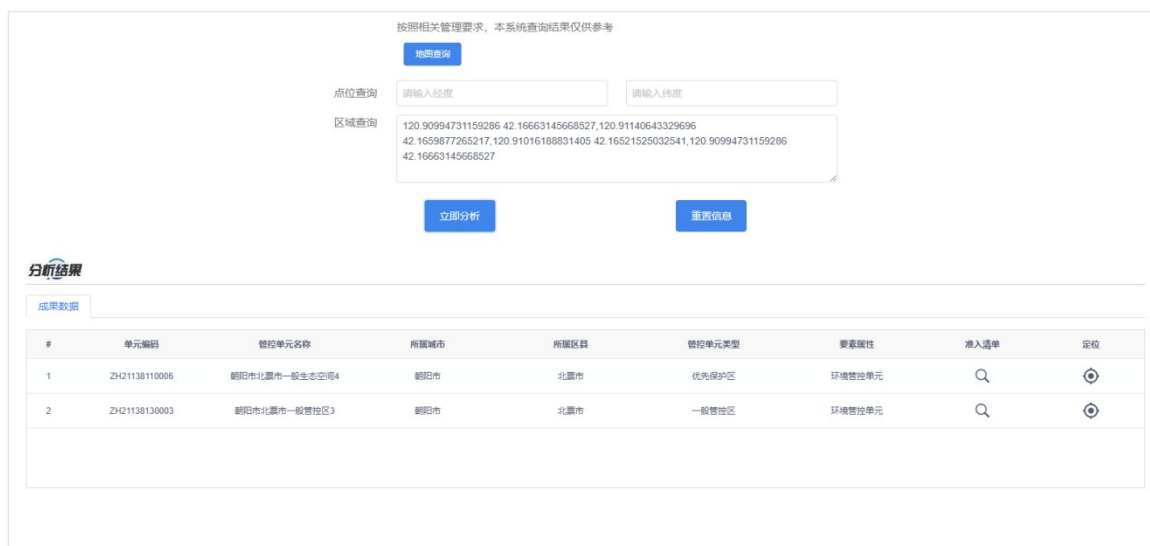 按照相关管理要求，本系统查询结果仅供参考
地图查询
点位查询 请输入经度 请输入纬度
区域查询 120.90994731159286 42.16663145668527,120.91140643329696
42.1659877265217,120.91016188831405 42.16521525032541,120.90994731159286
42.16663145668527
立即分析 重置信息
分析结果
成果数据
# 单元编码 管控单元名称 所属城市 所属区县 管控单元类型 要素属性 准入清单 定位
1 ZH21138110006 朝阳市北票市一般生态空间4 朝阳市 北票市 优先保护区 环境管控单元
2 ZH21138130003 朝阳市北票市一般管控区3 朝阳市 北票市 一般管控区 环境管控单元